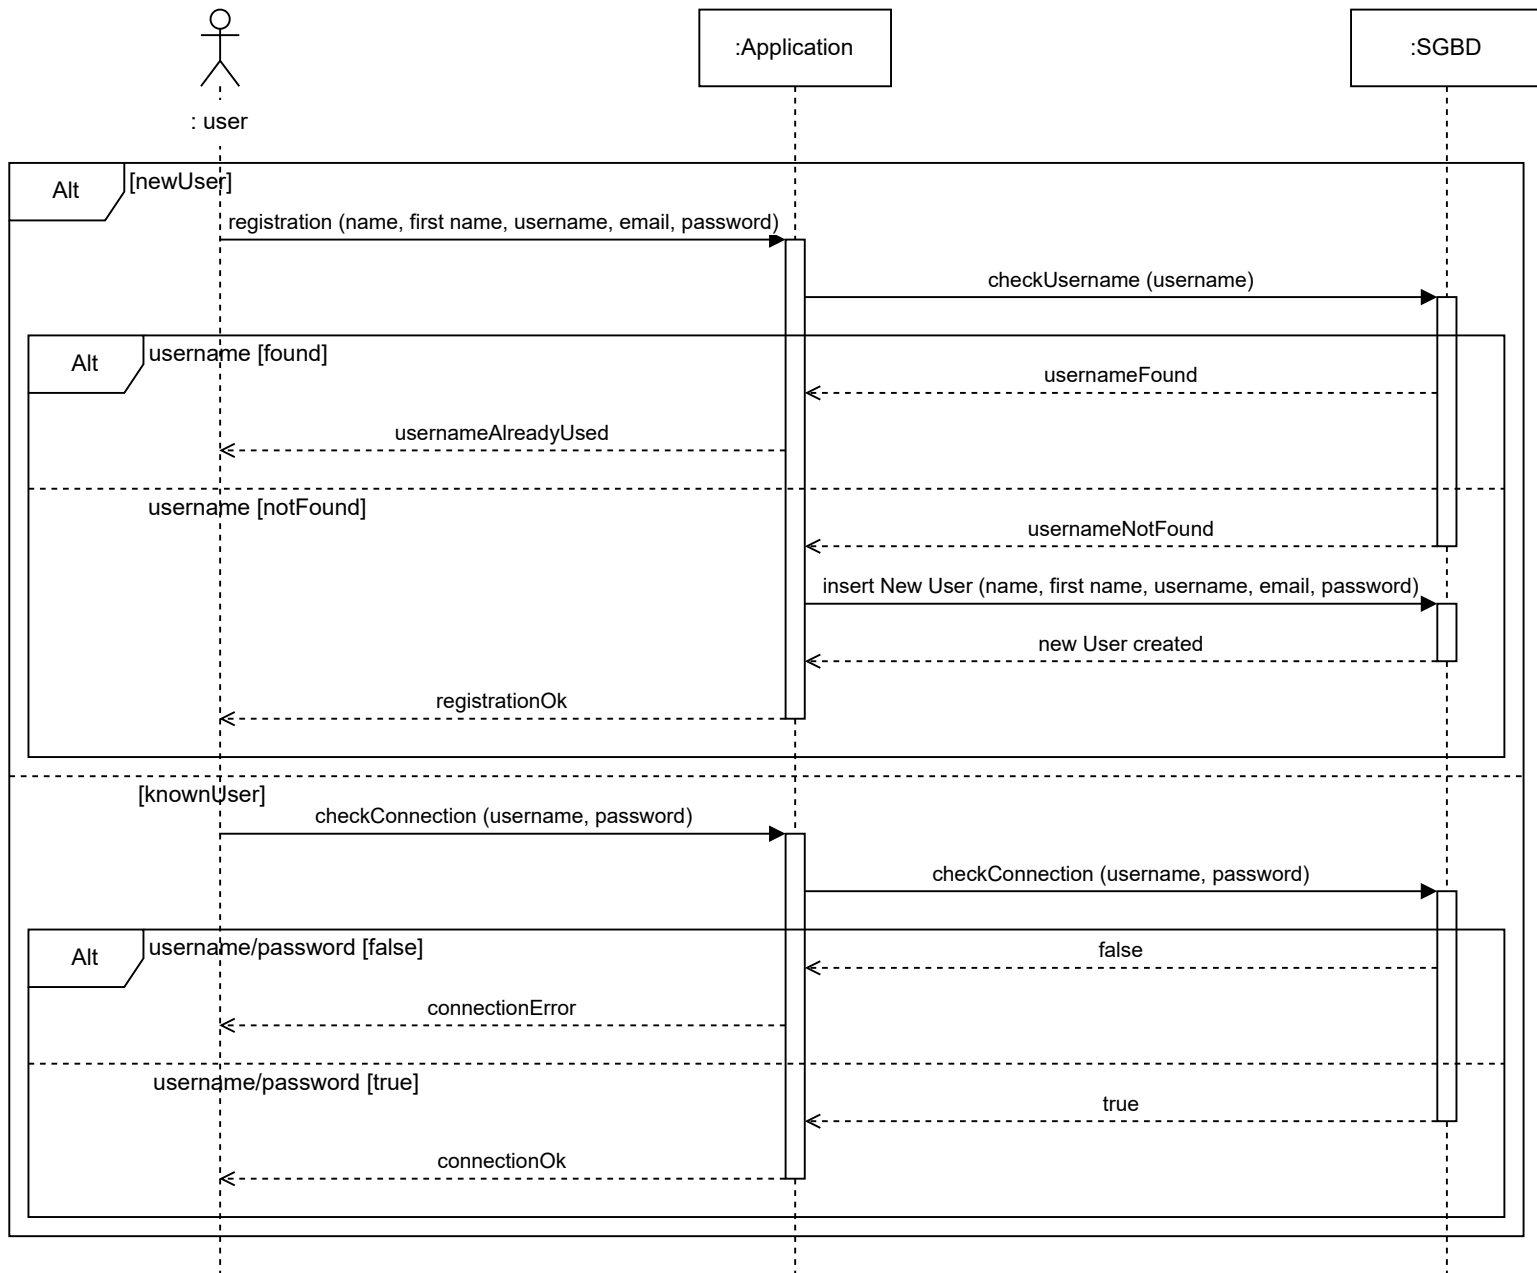 :Application
:SGBD
: user
Alt
[newUser]
registration (name, first name, username, email, password)
checkUsername (username)
Alt
username [found]
usernameFound
usernameAlreadyUsed
username [notFound]
usernameNotFound
insert New User (name, first name, username, email, password)
new User created
registrationOk
[knownUser]
checkConnection (username, password)
checkConnection (username, password)
Alt
username/password [false]
false
connectionError
username/password [true]
true
connectionOk